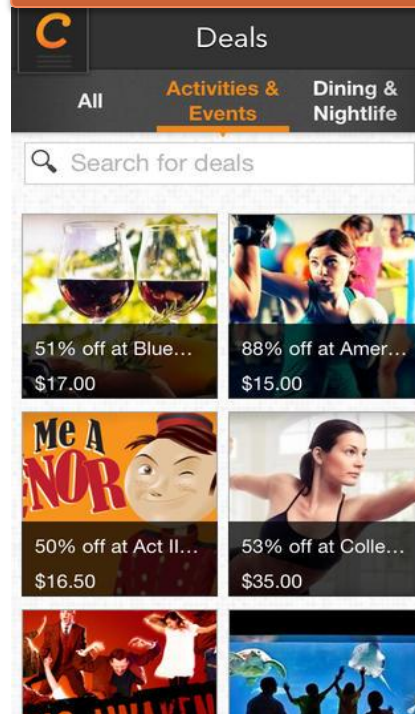 C
Deals
All
Activities &
Events
Dining &
Nightlife
Search for deals
51% off at Blue...
$17.00
88% off at Amer...
$15.00
Me A
NOR
50% off at Act II...
$16.50
53% off at Colle...
$35.00
AWAKEN